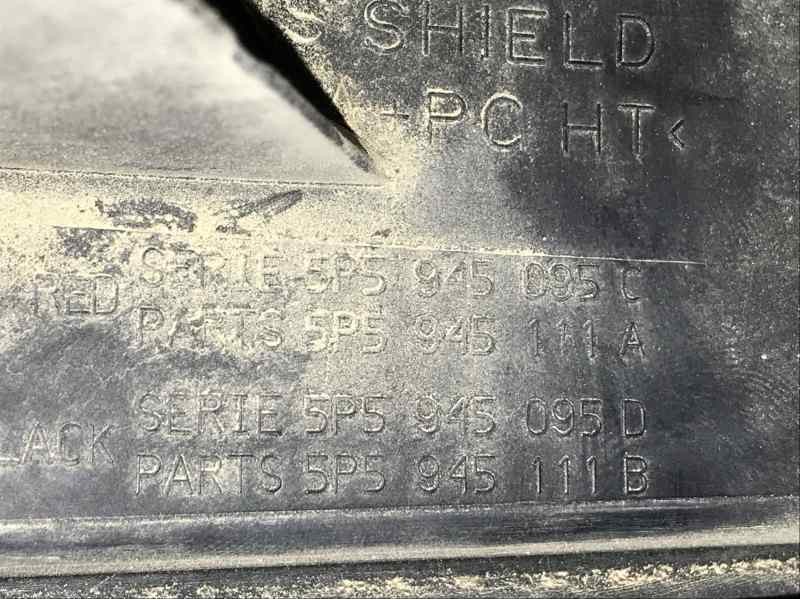 S SHIELD
+PC HT<
RED SERIE 5P5 945 095 C
PARTS 5P5 945 111 A
LACK SERIE 5P5 945 095 D
PARTS 5P5 945 111 B